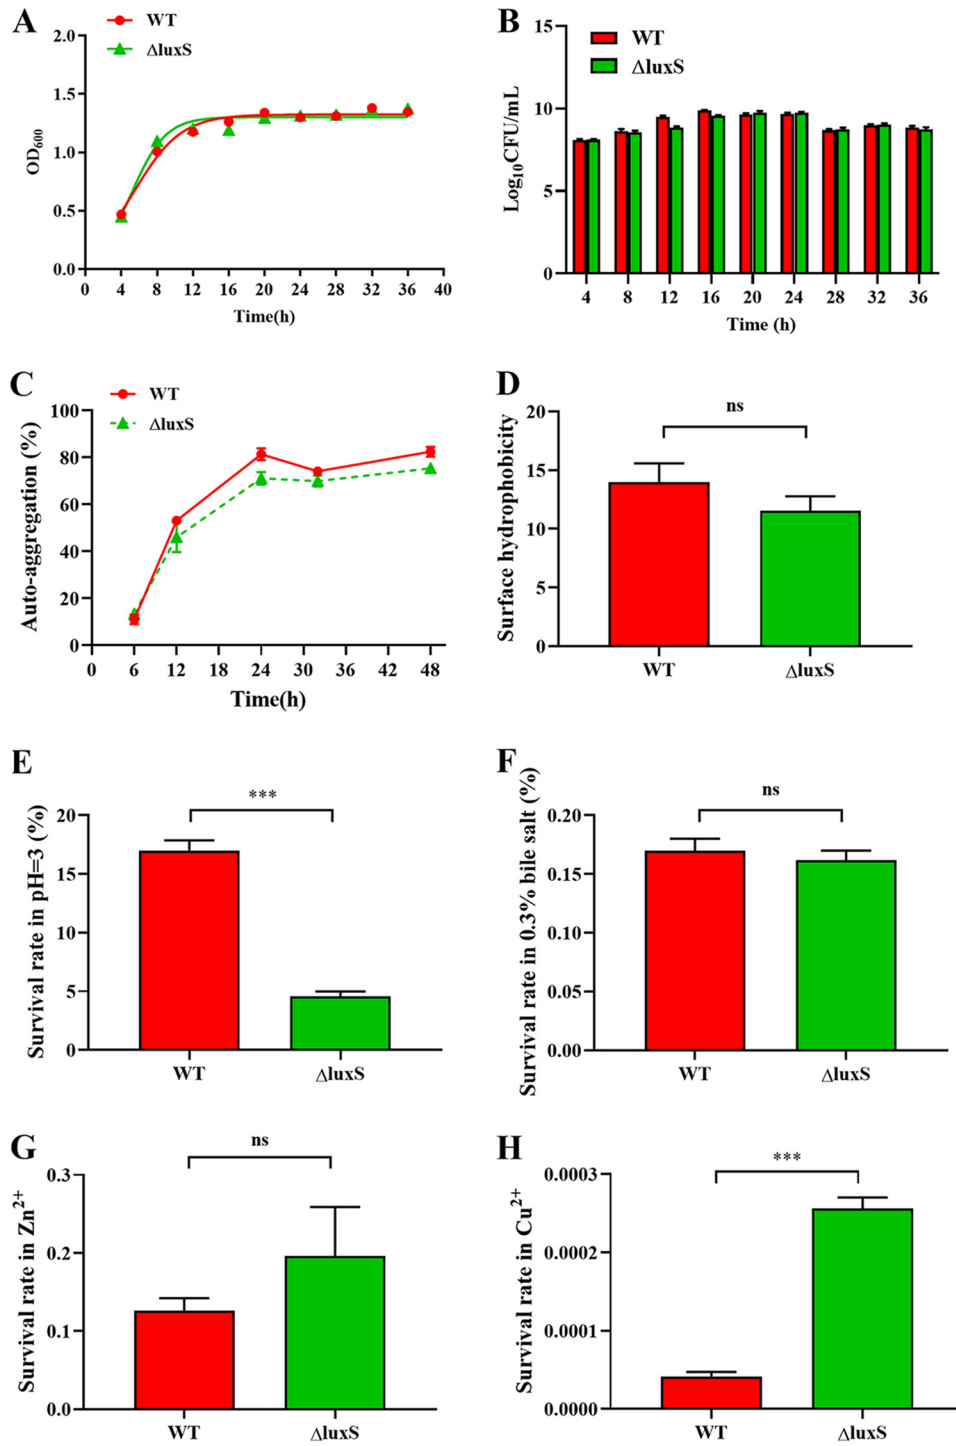 A
WT
ΔluxS
2.0
1.5
1.0
0.5
0.0
OD600
0 4 8 12 16 20 24 28 32 36 40
Time(h)
B
WT
ΔluxS
15
10
5
0
Log10CFU/mL
4 8 12 16 20 24 28 32 36
Time (h)
C
WT
ΔluxS
100
80
60
40
20
0
Auto-aggregation (%)
0 6 12 18 24 30 36 42 48
Time(h)
D
ns
20
15
10
5
0
Surface hydrophobicity
WT ΔluxS
E
***
20
15
10
5
0
Survival rate in pH=3 (%)
WT ΔluxS
F
ns
0.20
0.15
0.10
0.05
0.00
Survival rate in 0.3% bile salt (%)
WT ΔluxS
G
ns
0.3
0.2
0.1
0.0
Survival rate in Zn2+
WT ΔluxS
H
***
0.0003
0.0002
0.0001
0.0000
Survival rate in Cu2+
WT ΔluxS